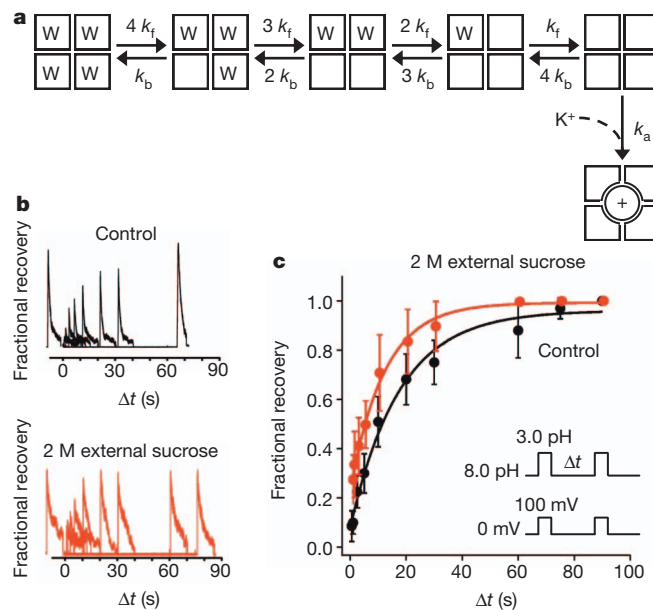 a
4 kf 3 kf 2 kf kf
W W W W W W
kb 2 kb 3 kb 4 kb
W W W
K+ ka
+
b
Control
Fractional recovery
0 30 60 90
Δt (s)
2 M external sucrose
Fractional recovery
0 30 60 90
Δt (s)
c
2 M external sucrose
Control
Fractional recovery
1.0
0.8
0.6
0.4
0.2
0.0
3.0 pH
Δt
8.0 pH
100 mV
0 mV
0 20 40 60 80 100
Δt (s)